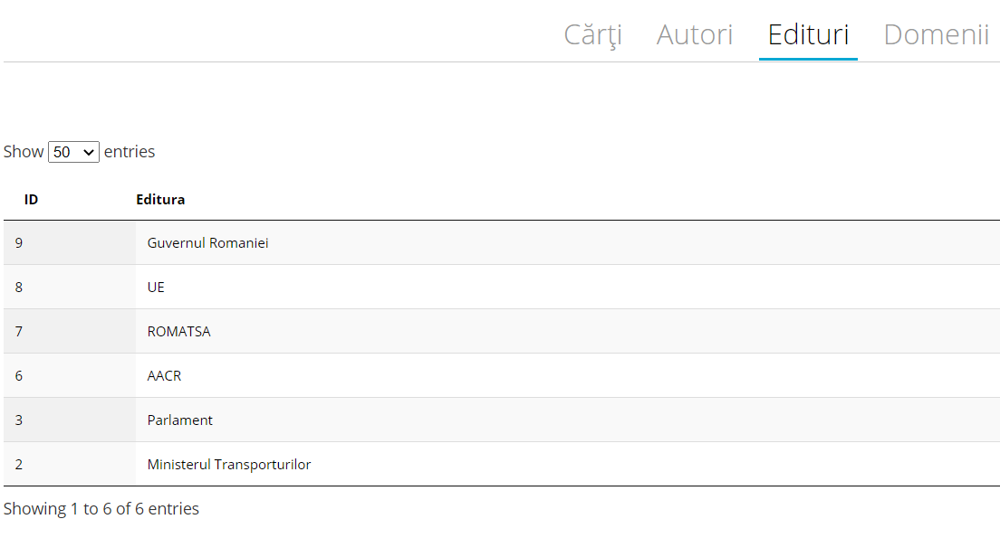 Cărţi Autori Edituri Domenii
Show 50 entries
ID Editura
9 Guvernul Romaniei
8 UE
7 ROMATSA
6 AACR
3 Parlament
2 Ministerul Transporturilor
Showing 1 to 6 of 6 entries